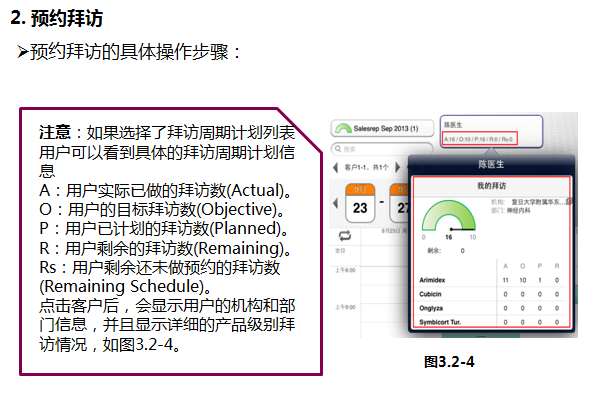 2. 预约拜访
➢预约拜访的具体操作步骤：
注意：如果选择了拜访周期计划列表
用户可以看到具体的拜访周期计划信
息
A：用户实际已做的拜访数(Actual)。
O：用户的目标拜访数(Objective)。
P：用户已计划的拜访数(Planned)。
R：用户剩余的拜访数(Remaining)。
Rs：用户剩余还未做预约的拜访数
(Remaining Schedule)。
点击客户后，会显示用户的机构和部
门信息，并且显示详细的产品级别拜
访情况，如图3.2-4。
Salesrep Sep 2013 (1)
搜索
客户1-1，共1个
9月
23
-
27
9月23日
全日
上午8:00
上午9:00
陈医生
A:16 / O:10 / P:16 / R:0 / Rs:0
陈医生
我的拜访
机构: 复旦大学附属华东...
部门: 神经内科
0 16 10
剩余: 0
A O P R
Arimidex 11 10 1 0
Cubicin 0 0 0 0
Onglyza 0 0 0 0
Symbicort Tur. 0 0 0 0
图3.2-4